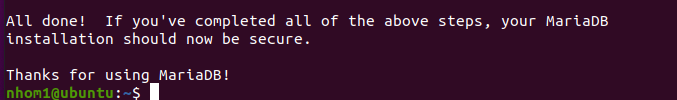 All done!  If you've completed all of the above steps, your MariaDB
installation should now be secure.
Thanks for using MariaDB!
nhom1@ubuntu:~$